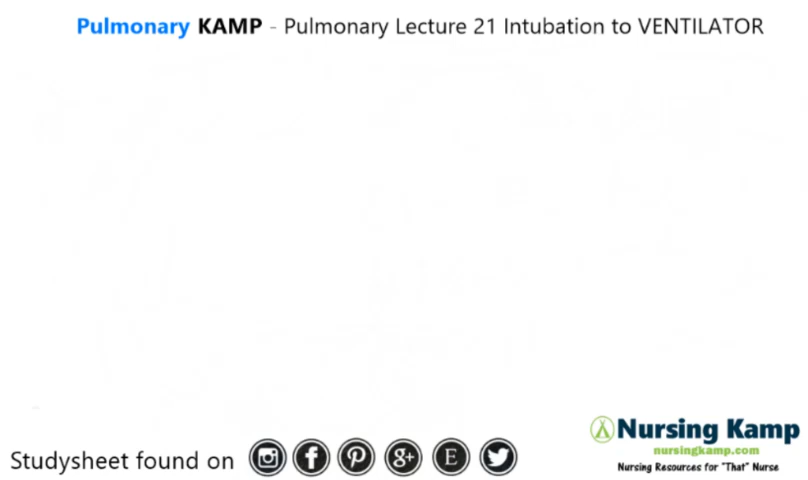 Pulmonary KAMP - Pulmonary Lecture 21 Intubation to VENTILATOR
Nursing Kamp
nursingkamp.com
Nursing Resources for "That" Nurse
Studysheet found on f g+ E